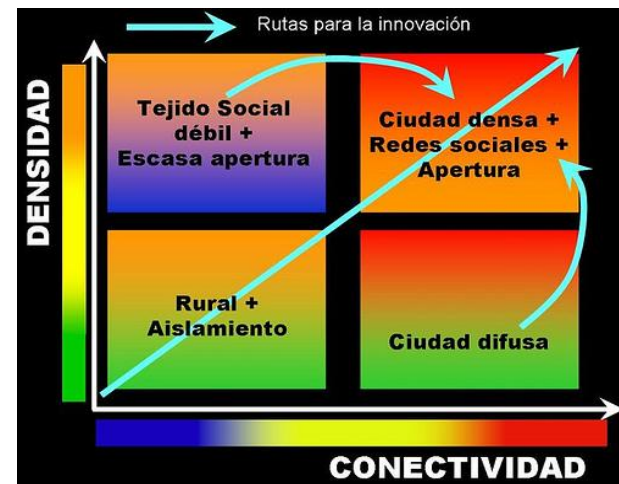 Rutas para la innovación
DENSIDAD
Tejido Social
débil +
Escasa apertura
Ciudad densa +
Redes sociales +
Apertura
Rural +
Aislamiento
Ciudad difusa
CONECTIVIDAD